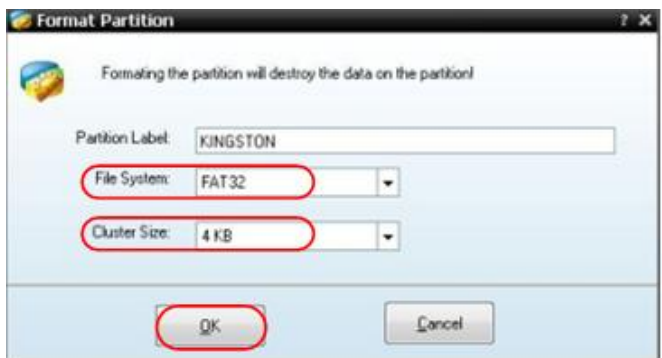 Format Partition ? X
Formating the partition will destroy the data on the partition!
Partition Label: KINGSTON
File System: FAT32
Cluster Size: 4 KB
OK Cancel